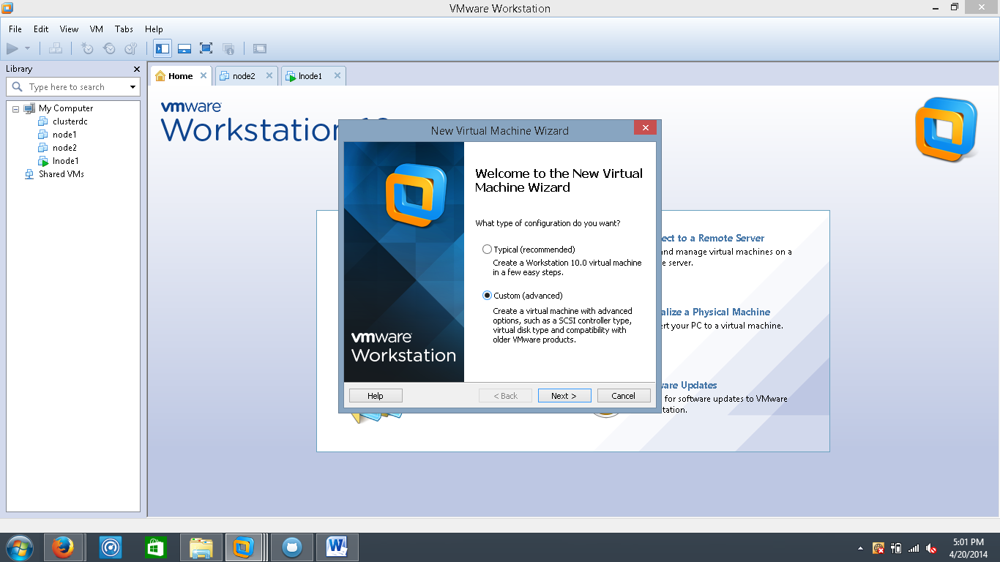 VMware Workstation
File Edit View VM Tabs Help
Library
Type here to search
My Computer
clusterdc
node1
node2
lnode1
Shared VMs
Home
node2
lnode1
vmware
Workstation
New Virtual Machine Wizard
vmware
Workstation
Welcome to the New Virtual
Machine Wizard
What type of configuration do you want?
Typical (recommended)
Create a Workstation 10.0 virtual machine
in a few easy steps.
Custom (advanced)
Create a virtual machine with advanced
options, such as a SCSI controller type,
virtual disk type and compatibility with
older VMware products.
Help
< Back
Next >
Cancel
ect to a Remote Server
and manage virtual machines on a
e server.
alize a Physical Machine
ert your PC to a virtual machine.
ware Updates
for software updates to VMware
tation.
5:01 PM
4/20/2014